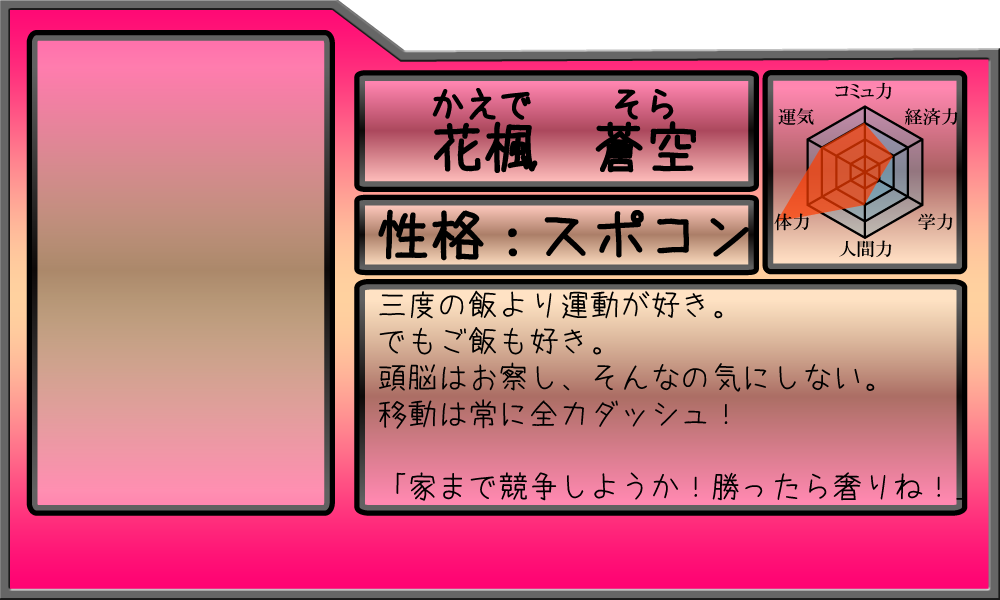 かえで　そら
花楓　蒼空
性格：スポコン
コミュ力
運気
経済力
体力
学力
人間力
三度の飯より運動が好き。
でもご飯も好き。
頭脳はお察し、そんなの気にしない。
移動は常に全力ダッシュ！
「家まで競争しようか！勝ったら奢りね！」